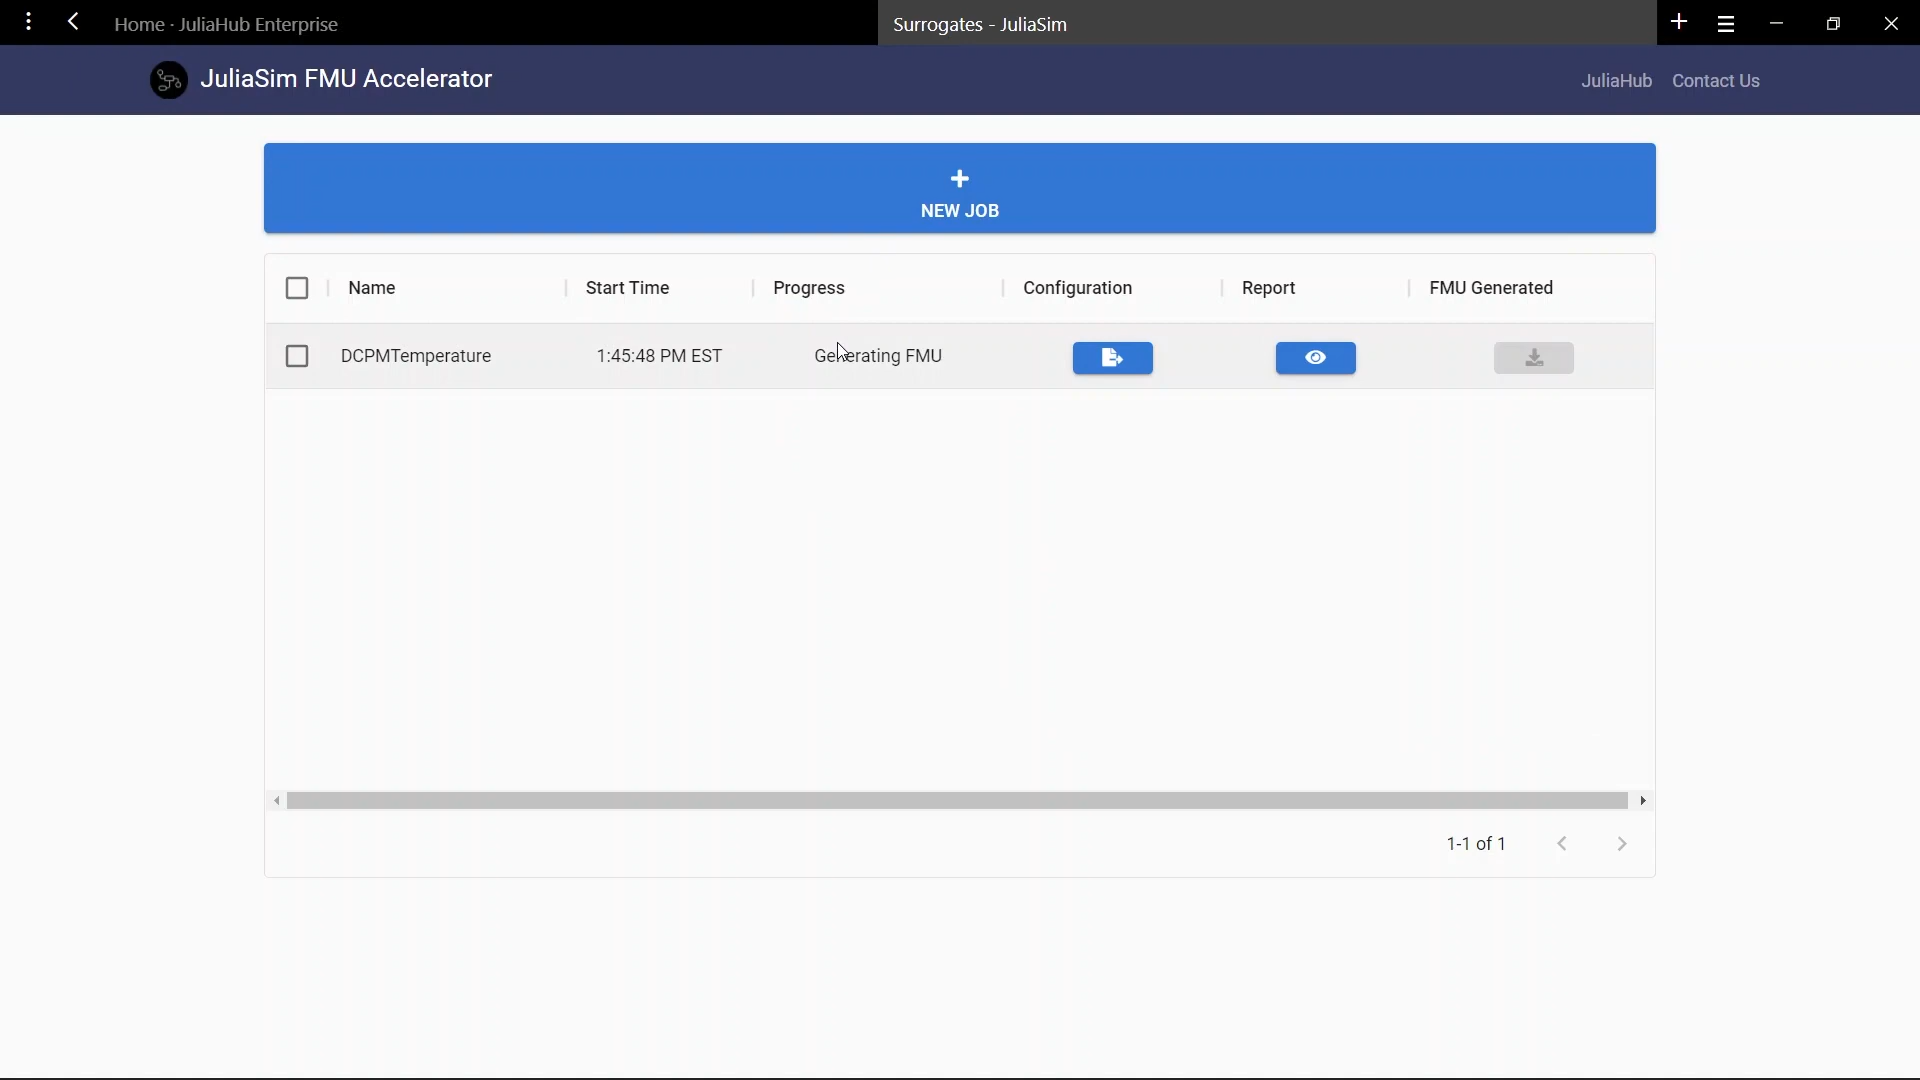 Home · JuliaHub Enterprise
Surrogates - JuliaSim
JuliaSim FMU Accelerator
JuliaHub
Contact Us
NEW JOB
Name
Start Time
Progress
Configuration
Report
FMU Generated
DCPMTemperature
1:45:48 PM EST
Generating FMU
1-1 of 1